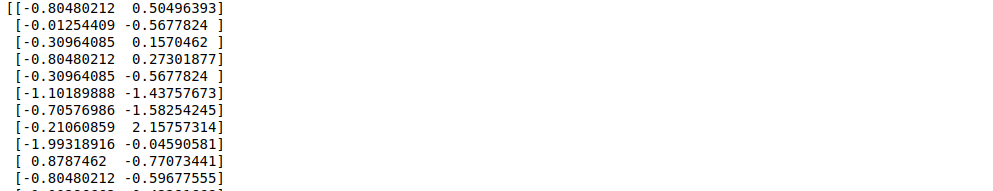 [[-0.80480212  0.50496393]
 [-0.01254409 -0.5677824 ]
 [-0.30964085  0.1570462 ]
 [-0.80480212  0.27301877]
 [-0.30964085 -0.5677824 ]
 [-1.10189888 -1.43757673]
 [-0.70576986 -1.58254245]
 [-0.21060859  2.15757314]
 [-1.99318916 -0.04590581]
 [ 0.8787462  -0.77073441]
 [-0.80480212 -0.59677555]